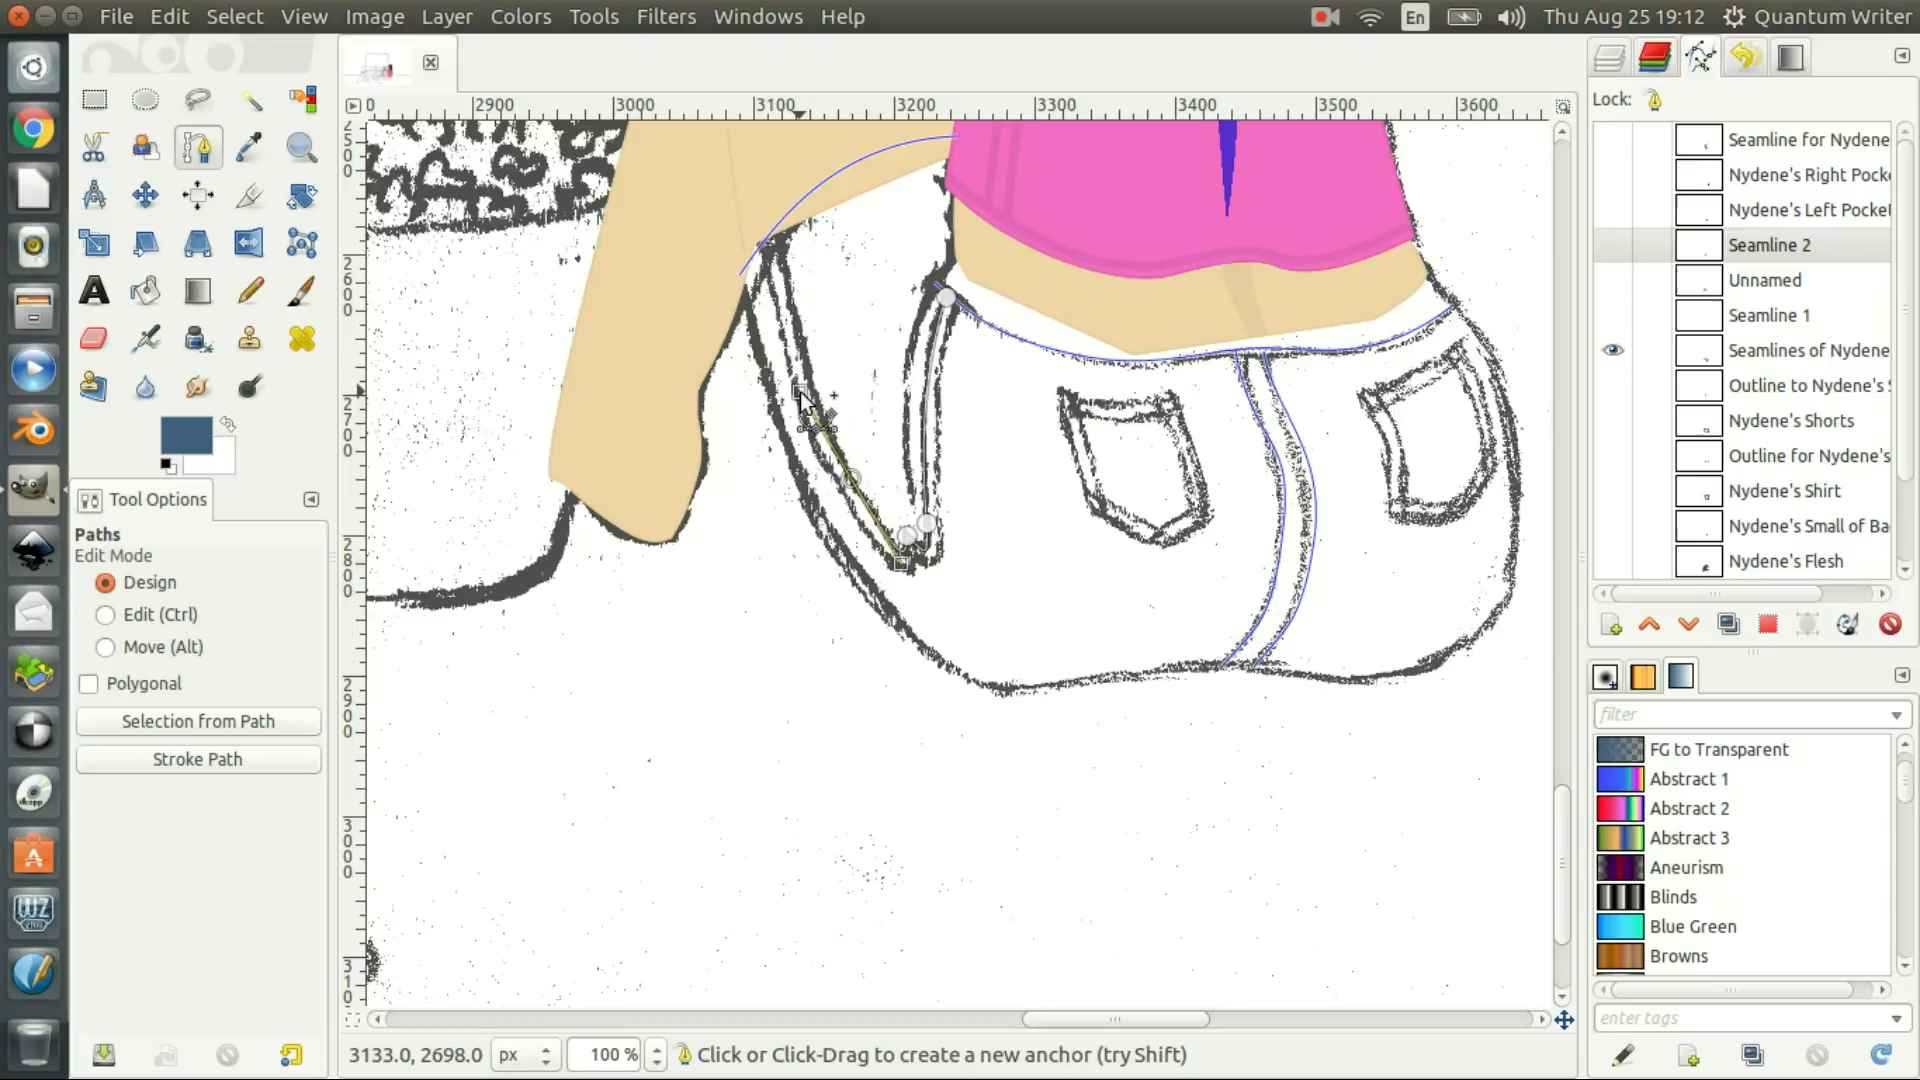 File Edit Select View Image Layer Colors Tools Filters Windows Help
En Thu Aug 25 19:12 Quantum Writer
0 2900 3000 3100 3200 3300 3400 3500 3600
Lock:
Seamline for Nydene
Nydene's Right Pocke
Nydene's Left Pocket
Seamline 2
Unnamed
Seamline 1
Seamlines of Nydene
Outline to Nydene's
Nydene's Shorts
Outline for Nydene's
Nydene's Shirt
Nydene's Small of Ba
Nydene's Flesh
Tool Options
Paths
Edit Mode
Design
Edit (Ctrl)
Move (Alt)
Polygonal
Selection from Path
Stroke Path
filter
FG to Transparent
Abstract 1
Abstract 2
Abstract 3
Aneurism
Blinds
Blue Green
Browns
enter tags
3133.0, 2698.0 px 100 % Click or Click-Drag to create a new anchor (try Shift)